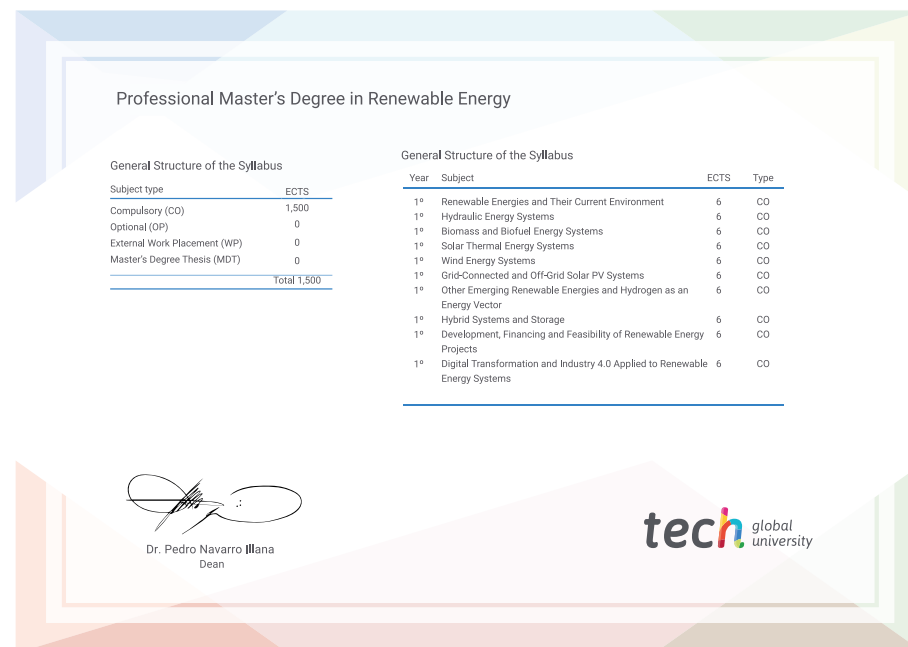 Professional Master's Degree in Renewable Energy
General Structure of the Syllabus
Subject type ECTS
Compulsory (CO) 1,500
Optional (OP) 0
External Work Placement (WP) 0
Master's Degree Thesis (MDT) 0
Total 1,500
General Structure of the Syllabus
Year Subject ECTS Type
1º Renewable Energies and Their Current Environment 6 CO
1º Hydraulic Energy Systems 6 CO
1º Biomass and Biofuel Energy Systems 6 CO
1º Solar Thermal Energy Systems 6 CO
1º Wind Energy Systems 6 CO
1º Grid-Connected and Off-Grid Solar PV Systems 6 CO
1º Other Emerging Renewable Energies and Hydrogen as an 6 CO
Energy Vector
1º Hybrid Systems and Storage 6 CO
1º Development, Financing and Feasibility of Renewable Energy 6 CO
Projects
1º Digital Transformation and Industry 4.0 Applied to Renewable 6 CO
Energy Systems
Dr. Pedro Navarro Illana
Dean
tech global
university